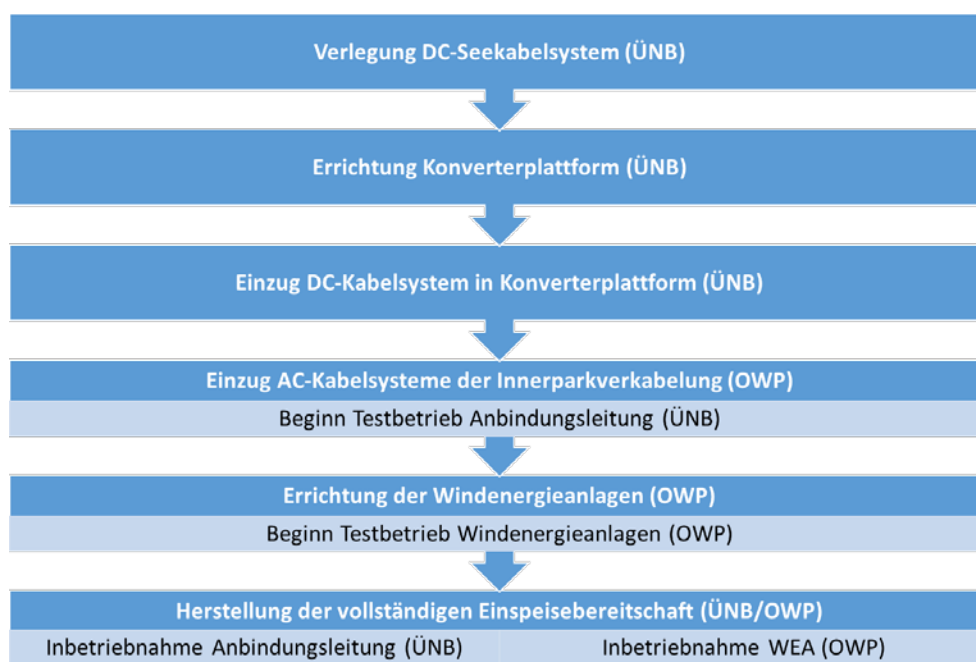 Verlegung DC-Seekabelsystem (ÜNB)
Errichtung Konverterplattform (ÜNB)
Einzug DC-Kabelsystem in Konverterplattform (ÜNB)
Einzug AC-Kabelsysteme der Innerparkverkabelung (OWP)
Beginn Testbetrieb Anbindungsleitung (ÜNB)
Errichtung der Windenergieanlagen (OWP)
Beginn Testbetrieb Windenergieanlagen (OWP)
Herstellung der vollständigen Einspeisebereitschaft (ÜNB/OWP)
Inbetriebnahme Anbindungsleitung (ÜNB)
Inbetriebnahme WEA (OWP)